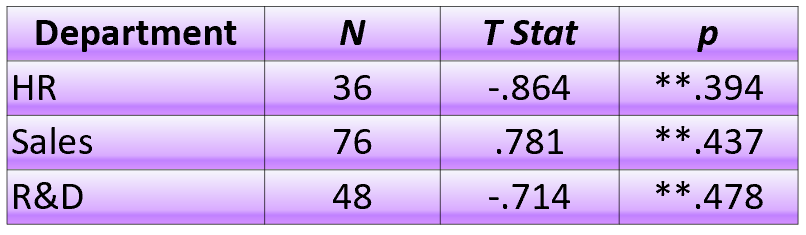 Department N T Stat p
HR 36 -.864 **.394
Sales 76 .781 **.437
R&D 48 -.714 **.478